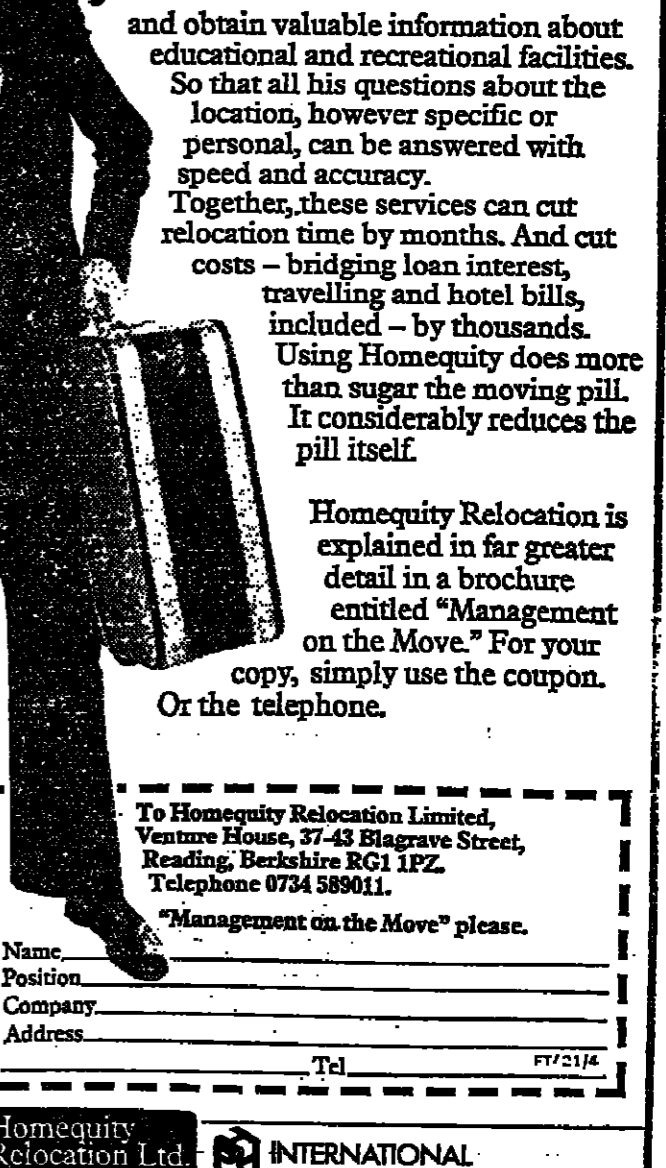 and obtain valuable information about
educational and recreational facilities.
So that all his questions about the
location, however specific or
personal, can be answered with
speed and accuracy.
Together, these services can cut
relocation time by months. And cut
costs – bridging loan interest,
travelling and hotel bills,
included – by thousands.
Using Homequity does more
than sugar the moving pill.
It considerably reduces the
pill itself.
Homequity Relocation is
explained in far greater
detail in a brochure
entitled “Management
on the Move.” For your
copy, simply use the coupon.
Or the telephone.
To Homequity Relocation Limited,
Venture House, 37-43 Blagrave Street,
Reading, Berkshire RG1 1PZ.
Telephone 0734 589011.
“Management on the Move” please.
Name
Position
Company
Address
Tel FT/21/4
Homequity
Relocation Ltd.
INTERNATIONAL